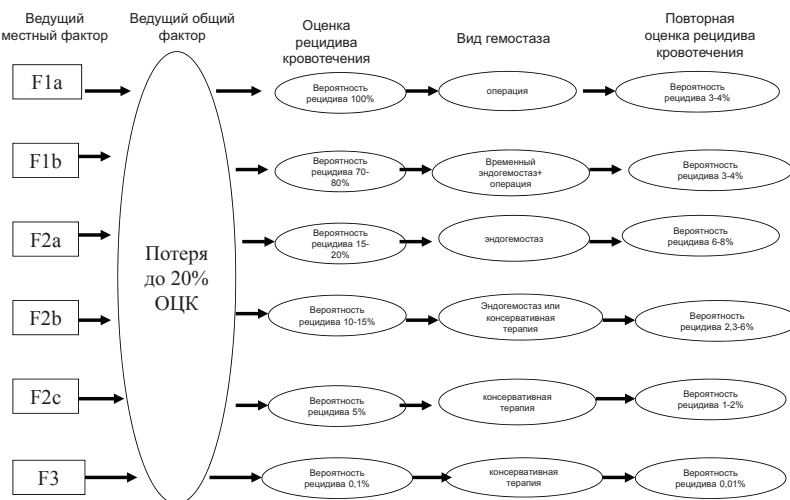 Ведущий
местный фактор
Ведущий общий
фактор
Оценка
рецидива
кровотечения
Вид гемостаза
Повторная
оценка рецидива
кровотечения
F1a
Вероятность
рецидива 100%
операция
Вероятность
рецидива 3-4%
F1b
Вероятность
рецидива 70-
80%
Временный
эндогемостаз+
операция
Вероятность
рецидива 3-4%
F2a
Потеря
до 20%
ОЦК
Вероятность
рецидива 15-
20%
эндогемостаз
Вероятность
рецидива 6-8%
F2b
Вероятность
рецидива 10-15%
Эндогемостаз или
консервативная
терапия
Вероятность
рецидива 2,3-6%
F2c
Вероятность
рецидива 5%
консервативная
терапия
Вероятность
рецидива 1-2%
F3
Вероятность
рецидива 0,1%
консервативная
терапия
Вероятность
рецидива 0,01%